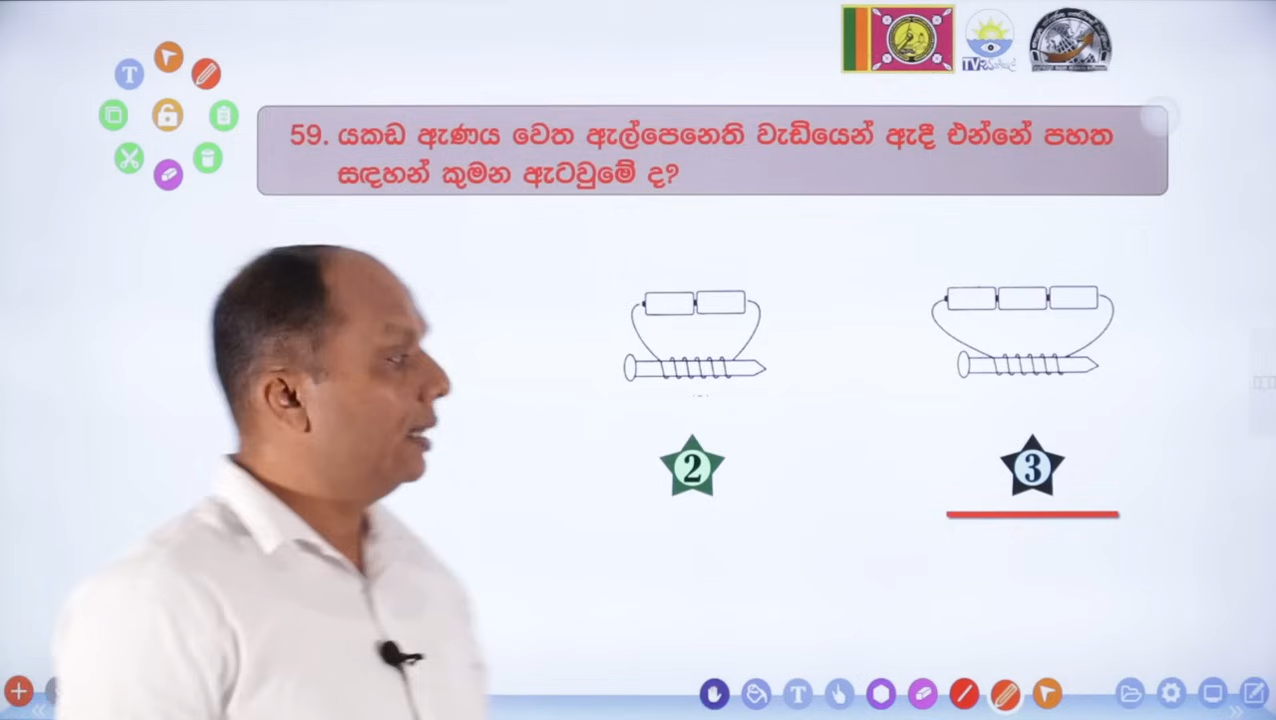 59. යකඩ ඇණය වෙත ඇල්පෙනෙති වැඩියෙන් ඇදී එන්නේ පහත
සඳහන් කුමන ඇටවුමේ ද?
2
3